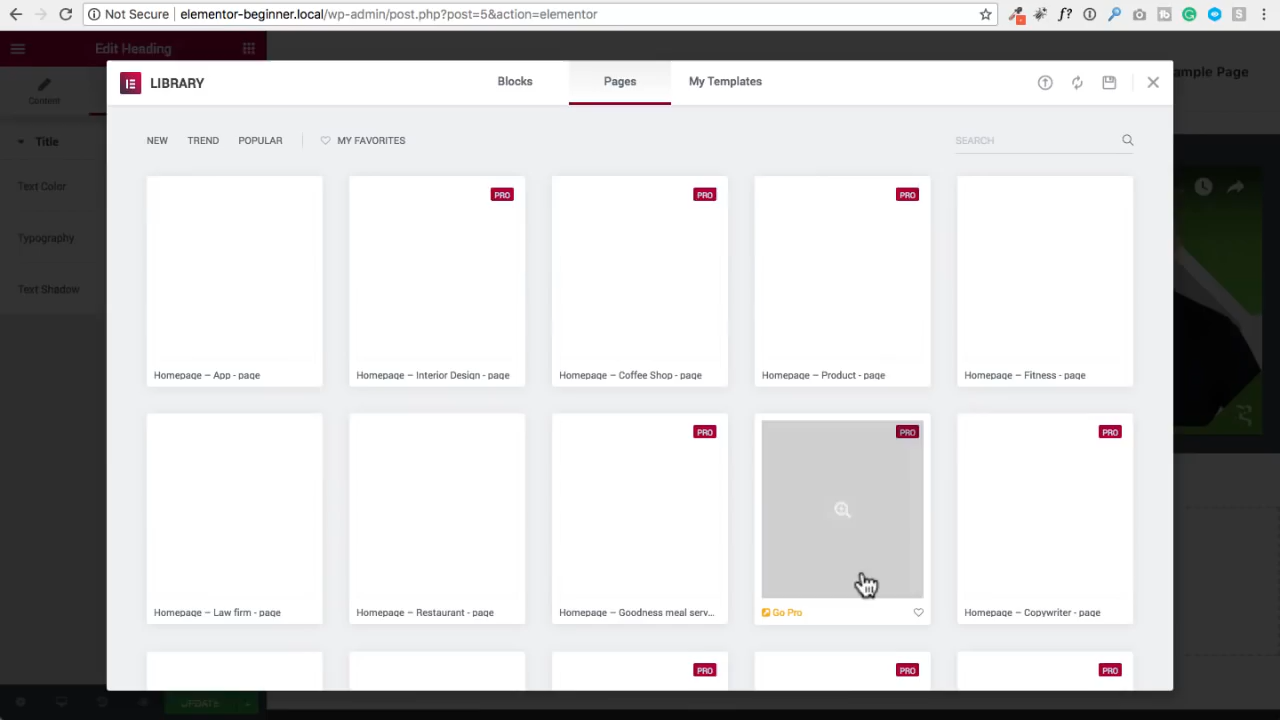 Not Secure
elementor-beginner.local/wp-admin/post.php?post=5&action=elementor
Edit Heading
LIBRARY
Blocks
Pages
My Templates
ample Page
Content
Title
NEW
TREND
POPULAR
MY FAVORITES
SEARCH
Text Color
PRO
PRO
PRO
Typography
Text Shadow
Homepage – App - page
Homepage – Interior Design - page
Homepage – Coffee Shop - page
Homepage – Product - page
Homepage – Fitness - page
PRO
PRO
PRO
Homepage – Law firm - page
Homepage – Restaurant - page
Homepage – Goodness meal serv...
Go Pro
Homepage – Copywriter - page
PRO
PRO
PRO
UPDATE